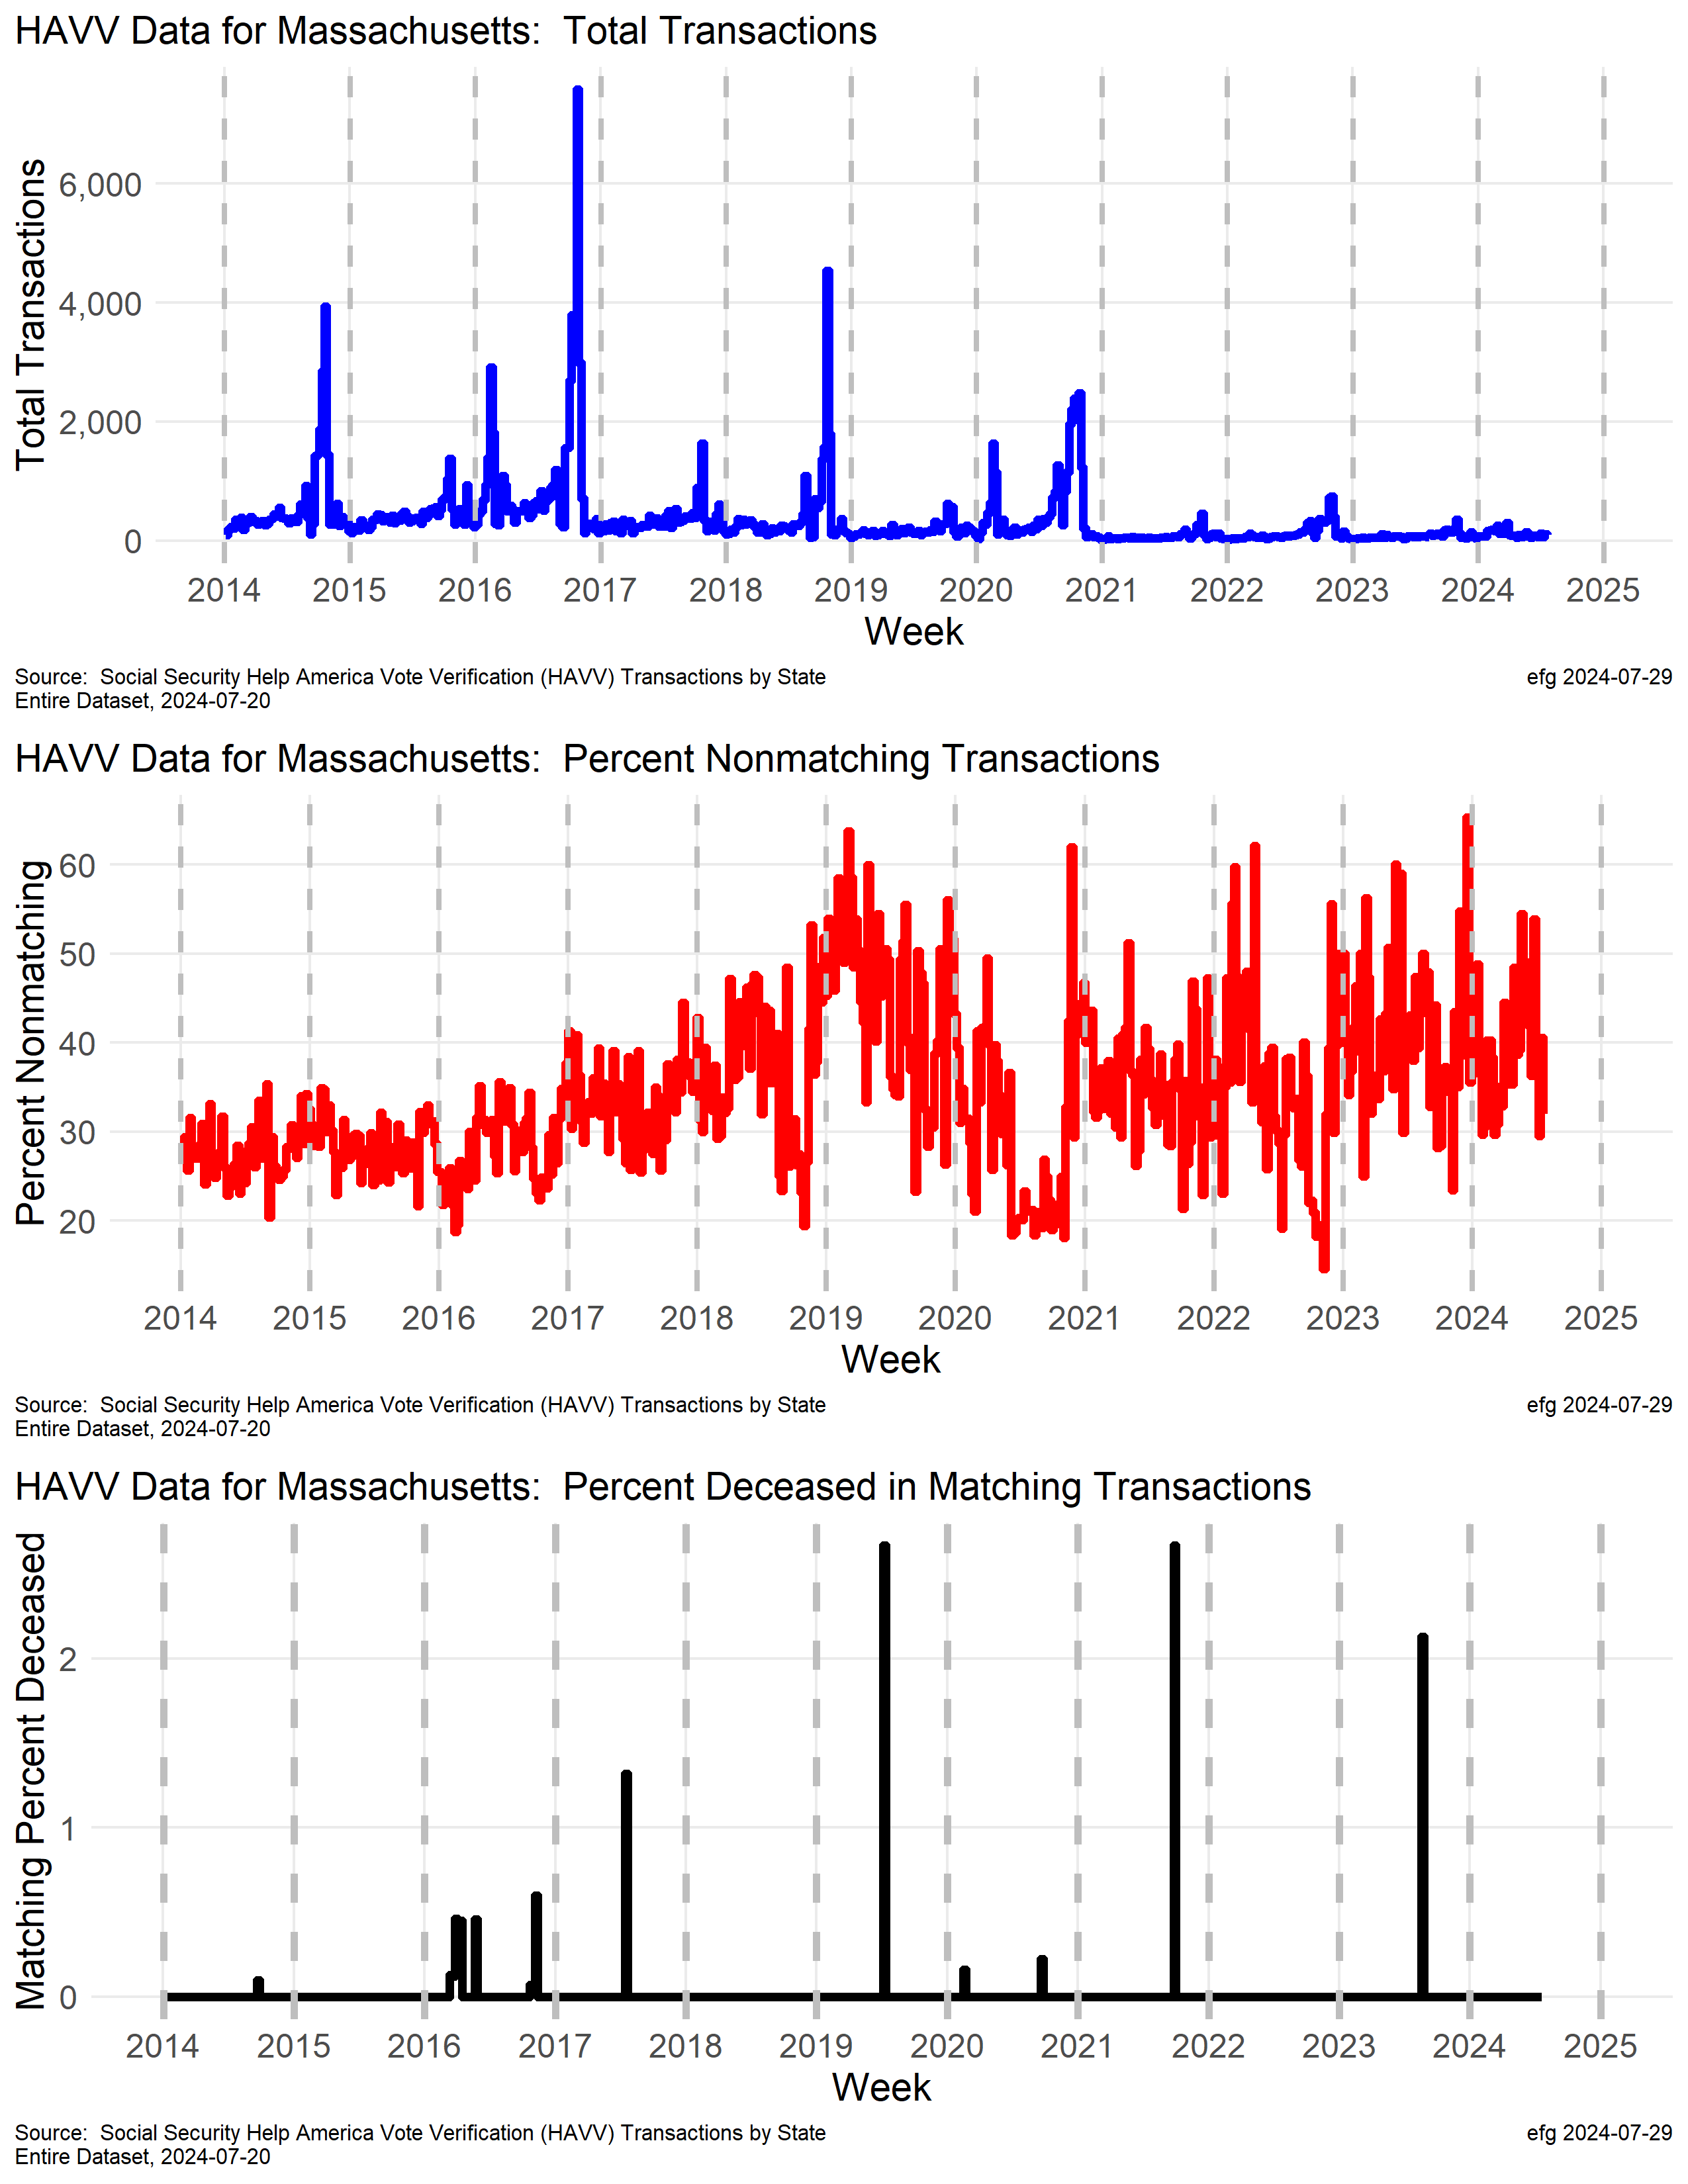 HAVV Data for Massachusetts:  Total Transactions
Total Transactions
6,000
4,000
2,000
0
2014 2015 2016 2017 2018 2019 2020 2021 2022 2023 2024 2025
Week
Source:  Social Security Help America Vote Verification (HAVV) Transactions by State
Entire Dataset, 2024-07-20
efg 2024-07-29
HAVV Data for Massachusetts:  Percent Nonmatching Transactions
Percent Nonmatching
60
50
40
30
20
2014 2015 2016 2017 2018 2019 2020 2021 2022 2023 2024 2025
Week
Source:  Social Security Help America Vote Verification (HAVV) Transactions by State
Entire Dataset, 2024-07-20
efg 2024-07-29
HAVV Data for Massachusetts:  Percent Deceased in Matching Transactions
Matching Percent Deceased
2
1
0
2014 2015 2016 2017 2018 2019 2020 2021 2022 2023 2024 2025
Week
Source:  Social Security Help America Vote Verification (HAVV) Transactions by State
Entire Dataset, 2024-07-20
efg 2024-07-29